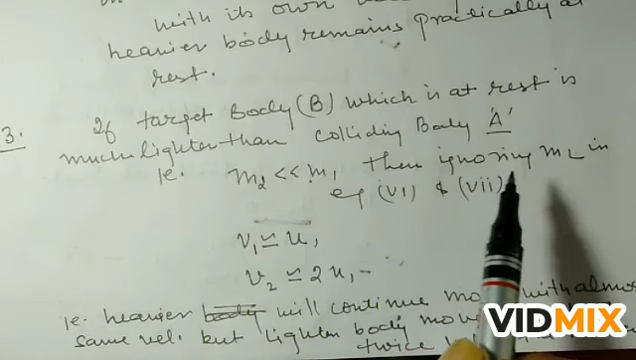 with its own
heavier body remains practically at
rest.
3. If target Body (B) which is at rest is
much lighter than colliding Body 'A'
ie. m₂ << m₁ then ignoring m₂ in
eq (VI) & (vii)
v₁ ≃ u₁
v₂ ≃ 2u₁
ie. heavier body will continue
same vel. but lighter body
twice
VIDMIX